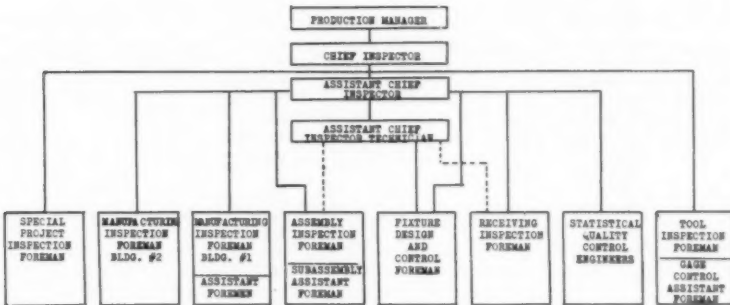 PRODUCTION MANAGER
CHIEF INSPECTOR
ASSISTANT CHIEF
INSPECTOR
ASSISTANT CHIEF
INSPECTOR TECHNICIAN
SPECIAL
PROJECT
INSPECTION
FOREMAN
MANUFACTURING
INSPECTION
FOREMAN
BLDG. #2
MANUFACTURING
INSPECTION
FOREMAN
BLDG. #1
ASSISTANT
FOREMEN
ASSEMBLY
INSPECTION
FOREMAN
SUBASSEMBLY
ASSISTANT
FOREMAN
FIXTURE
DESIGN
AND
CONTROL
FOREMAN
RECEIVING
INSPECTION
FOREMAN
STATISTICAL
QUALITY
CONTROL
ENGINEERS
TOOL
INSPECTION
FOREMAN
GAGE
CONTROL
ASSISTANT
FOREMAN